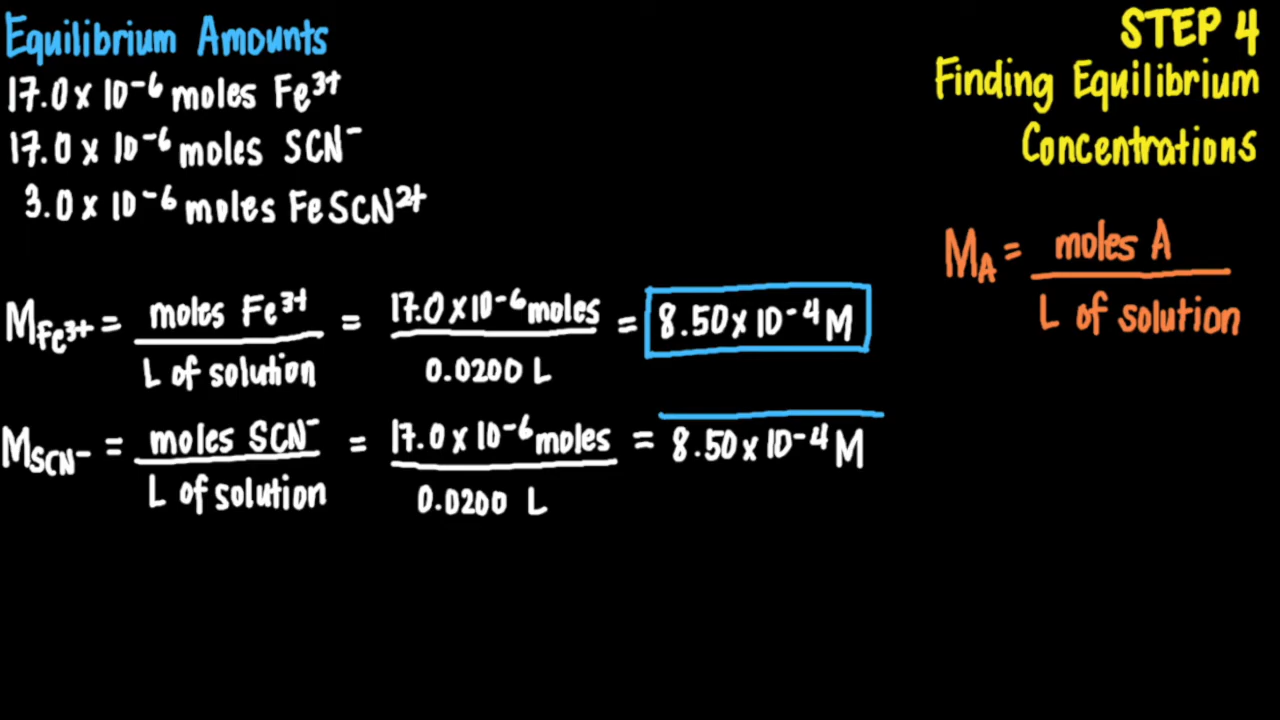 Equilibrium Amounts
17.0 x 10⁻⁶ moles Fe³⁺
17.0 x 10⁻⁶ moles SCN⁻
3.0 x 10⁻⁶ moles FeSCN²⁺
STEP 4
Finding Equilibrium
Concentrations
M_A = moles A / L of solution
M_Fe³⁺ = moles Fe³⁺ / L of solution = 17.0 x 10⁻⁶ moles / 0.0200 L = 8.50 x 10⁻⁴ M
M_SCN⁻ = moles SCN⁻ / L of solution = 17.0 x 10⁻⁶ moles / 0.0200 L = 8.50 x 10⁻⁴ M